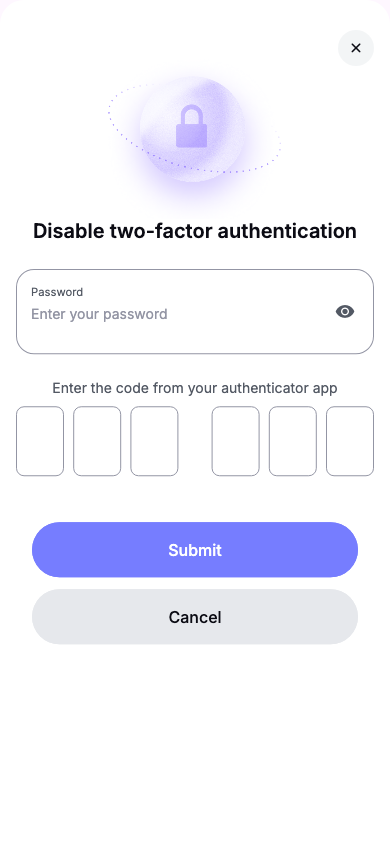 Disable two-factor authentication
Password
Enter your password
Enter the code from your authenticator app
Submit
Cancel